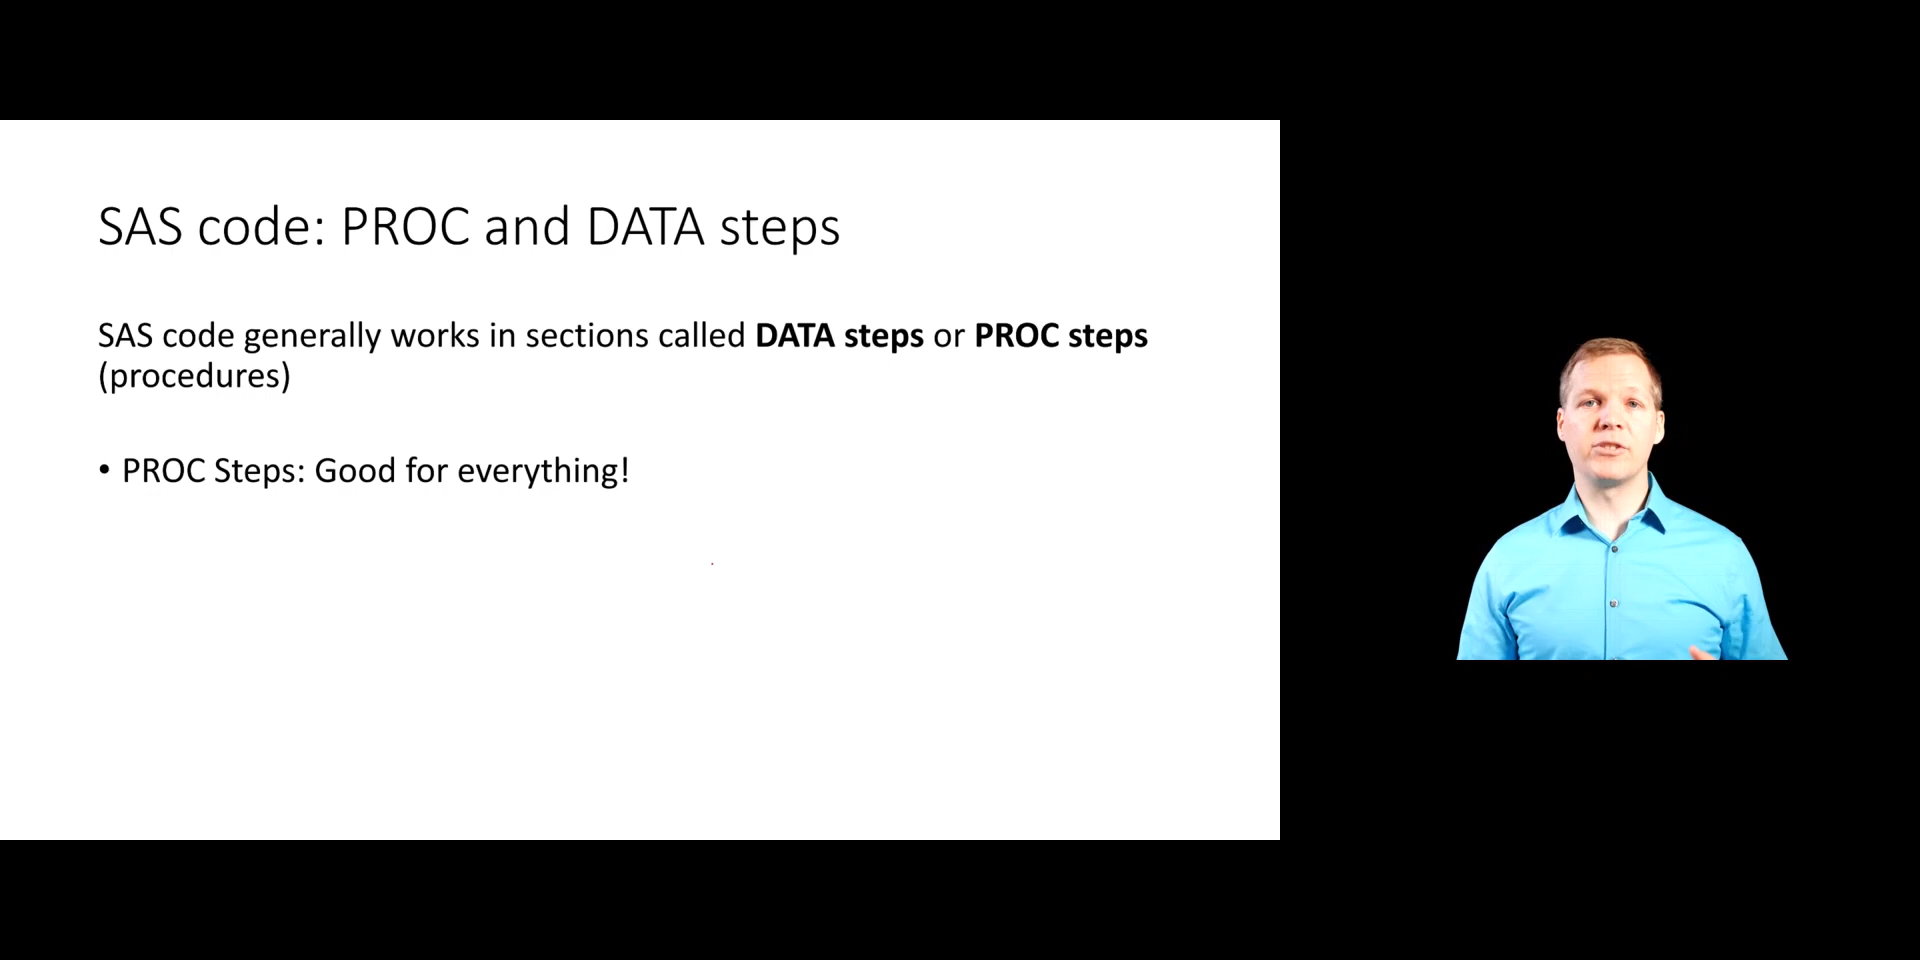 SAS code: PROC and DATA steps
SAS code generally works in sections called DATA steps or PROC steps
(procedures)
• PROC Steps: Good for everything!